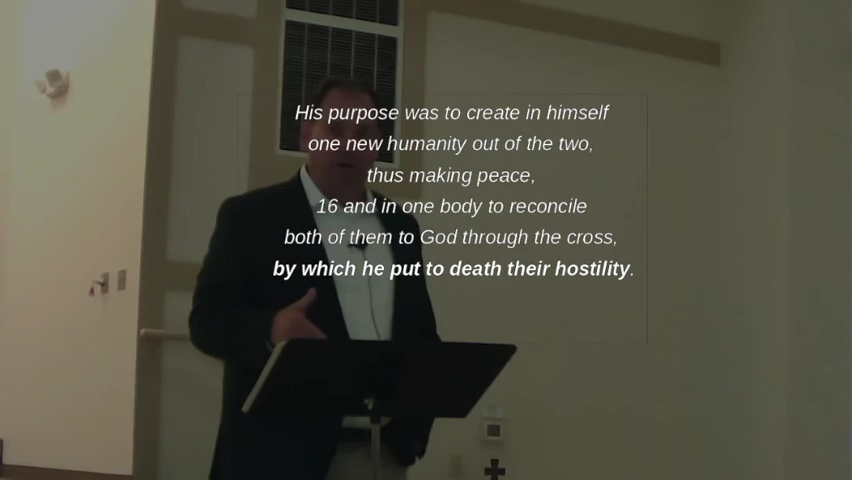 His purpose was to create in himself
one new humanity out of the two,
thus making peace,
16 and in one body to reconcile
both of them to God through the cross,
by which he put to death their hostility.